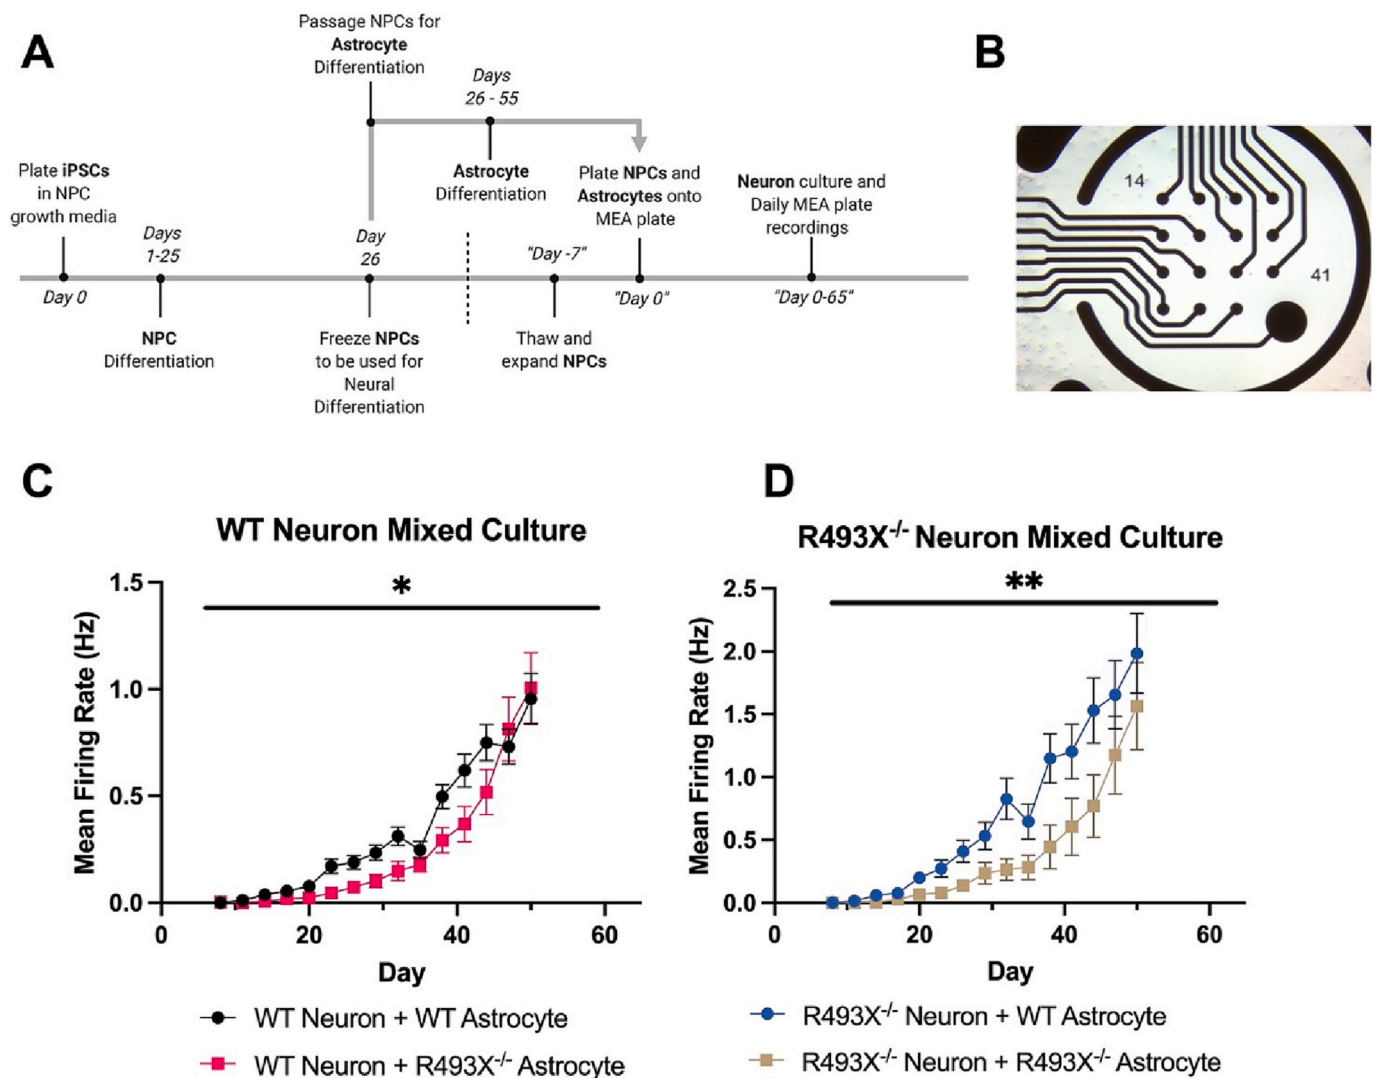 A
Passage NPCs for
Astrocyte
Differentiation
Days
26 - 55
Plate iPSCs
in NPC
growth media
Days
1-25
Day
26
Astrocyte
Differentiation
"Day -7"
Plate NPCs and
Astrocytes onto
MEA plate
Neuron culture and
Daily MEA plate
recordings
Day 0
"Day 0"
"Day 0-65"
NPC
Differentiation
Freeze NPCs
to be used for
Neural
Differentiation
Thaw and
expand NPCs
B
14
41
C
WT Neuron Mixed Culture
*
Mean Firing Rate (Hz)
1.5
1.0
0.5
0.0
0 20 40 60
Day
WT Neuron + WT Astrocyte
WT Neuron + R493X-/- Astrocyte
D
R493X-/- Neuron Mixed Culture
**
Mean Firing Rate (Hz)
2.5
2.0
1.5
1.0
0.5
0.0
0 20 40 60
Day
R493X-/- Neuron + WT Astrocyte
R493X-/- Neuron + R493X-/- Astrocyte